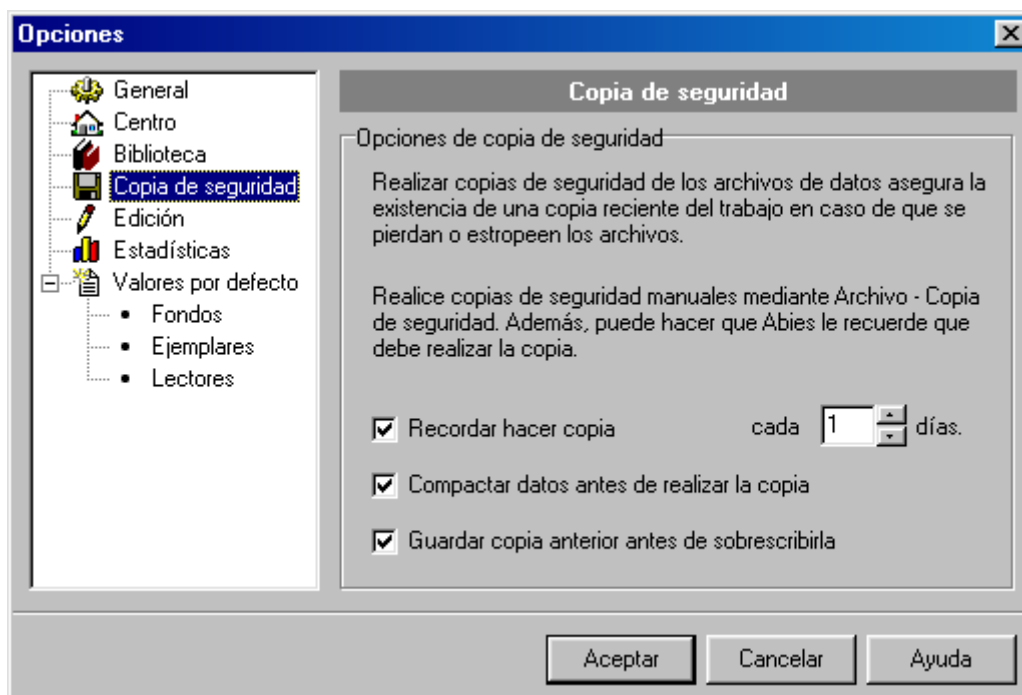 Opciones
General
Centro
Biblioteca
Copia de seguridad
Edición
Estadísticas
Valores por defecto
Fondos
Ejemplares
Lectores
Copia de seguridad
Opciones de copia de seguridad
Realizar copias de seguridad de los archivos de datos asegura la
existencia de una copia reciente del trabajo en caso de que se
pierdan o estropeen los archivos.
Realice copias de seguridad manuales mediante Archivo - Copia
de seguridad. Además, puede hacer que Abies le recuerde que
debe realizar la copia.
Recordar hacer copia cada 1 días.
Compactar datos antes de realizar la copia
Guardar copia anterior antes de sobrescribirla
Aceptar Cancelar Ayuda